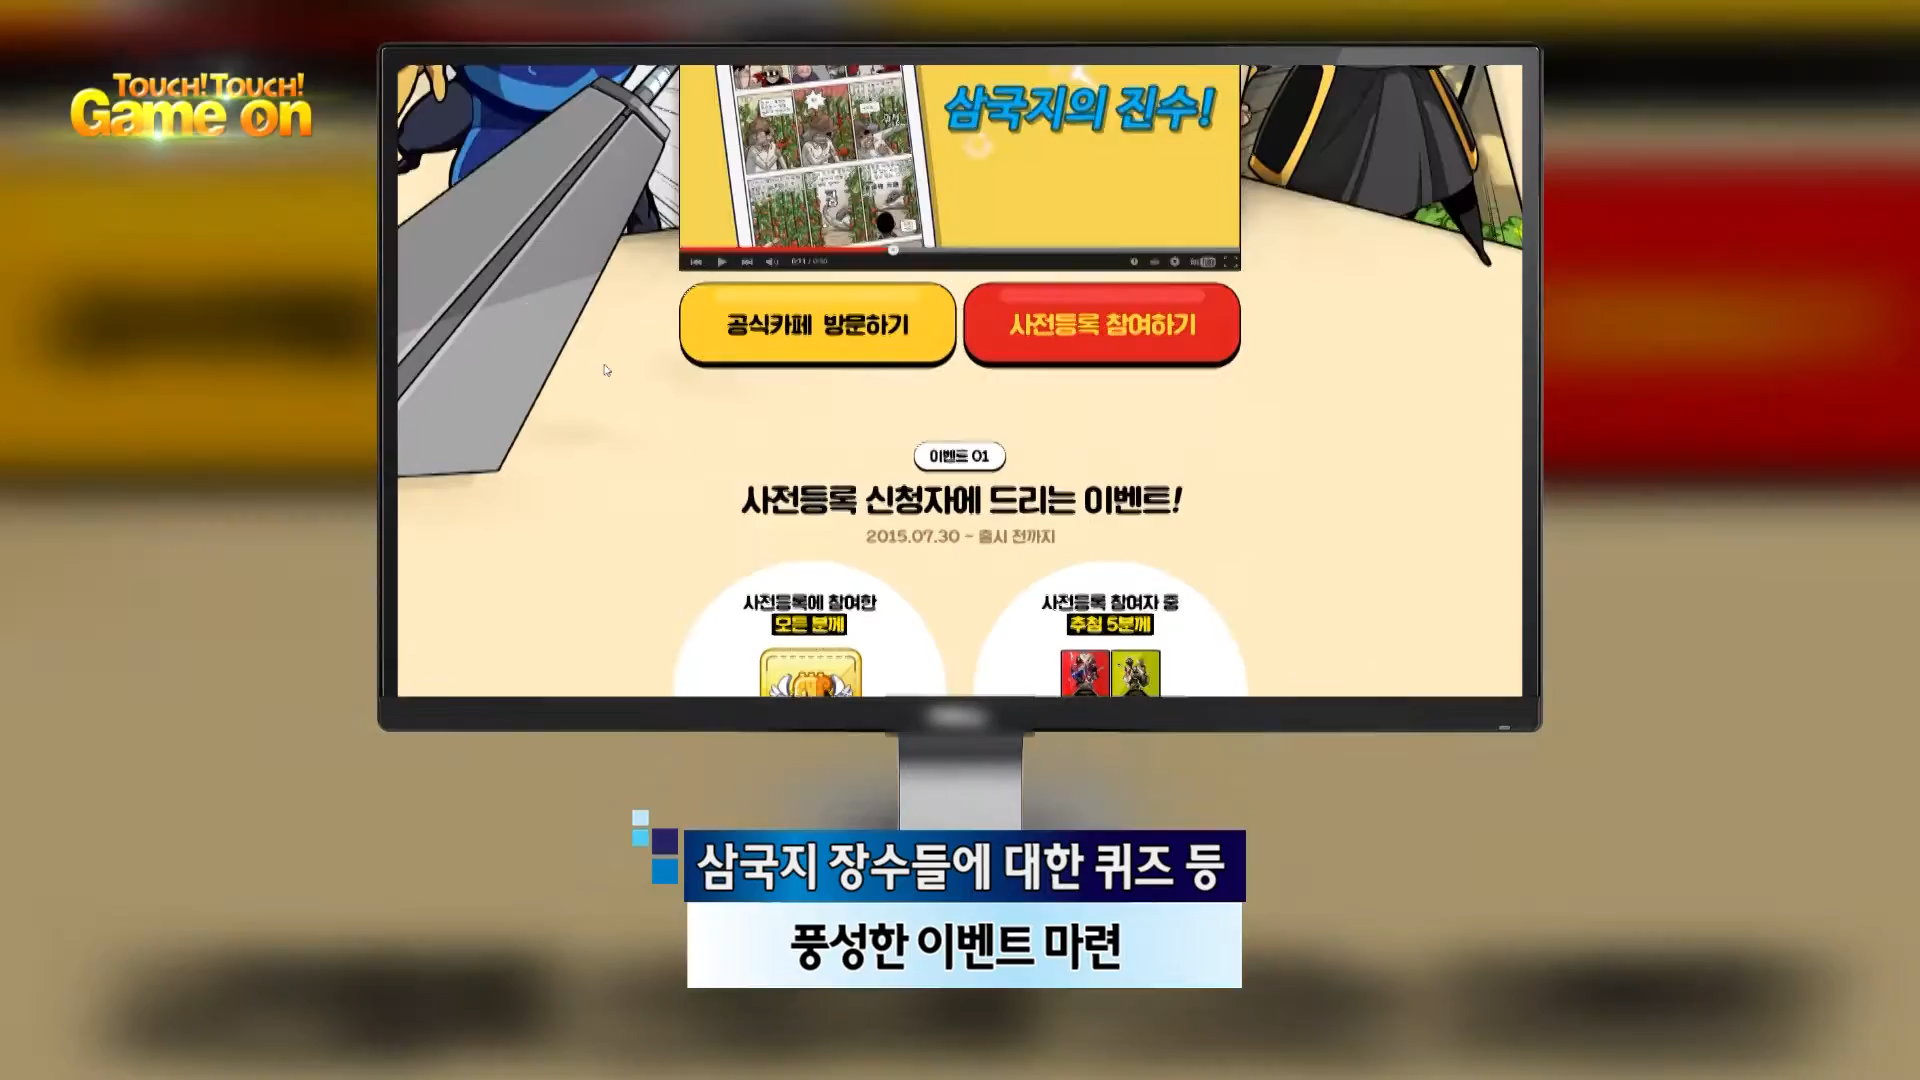 Touch! Touch!
Game on
삼국지의 진수!
0:11 / 0:30
공식카페 방문하기
사전등록 참여하기
이벤트 01
사전등록 신청자에 드리는 이벤트!
2015.07.30 - 출시 전까지
사전등록에 참여한
모든 분께
사전등록 참여자 중
추첨 5분께
삼국지 장수들에 대한 퀴즈 등
풍성한 이벤트 마련